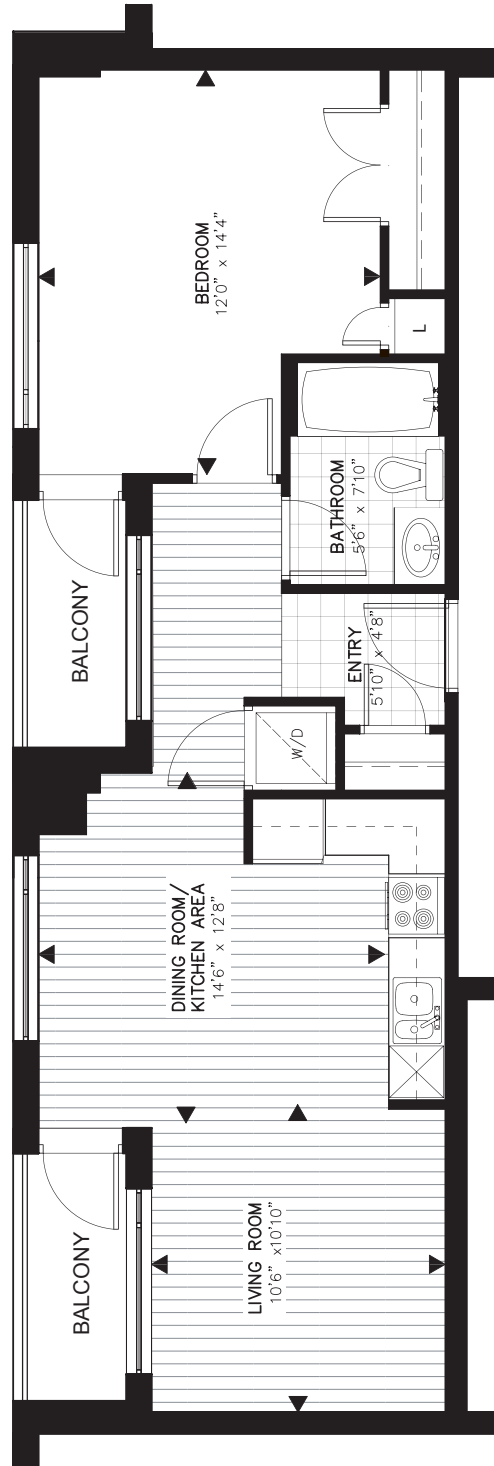 BEDROOM
12'0" x 14'4"
L
BATHROOM
5'6" x 7'10"
BALCONY
ENTRY
5'10" x 4'8"
W/D
DINING ROOM/
KITCHEN AREA
14'6" x 12'8"
LIVING ROOM
10'6" x10'10"
BALCONY